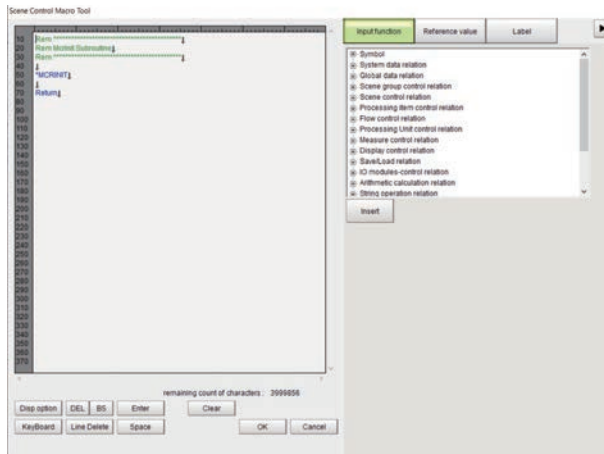 Scene Control Macro Tool
10 Rem **********************************************
20 Rem McrInit Subroutine
30 Rem **********************************************
40
50 *MCRINIT
60
70 Return
80
90
100
110
120
130
140
150
160
170
180
190
200
210
220
230
240
250
260
270
280
290
300
310
320
330
340
350
360
370
remaining count of characters : 3999856
Disp option DEL BS Enter Clear
KeyBoard Line Delete Space OK Cancel
Input function Reference value Label
Symbol
System data relation
Global data relation
Scene group control relation
Scene control relation
Processing item control relation
Flow control relation
Processing Unit control relation
Measure control relation
Display control relation
Save/Load relation
IO modules-control relation
Arithmetic calculation relation
String operation relation
Insert